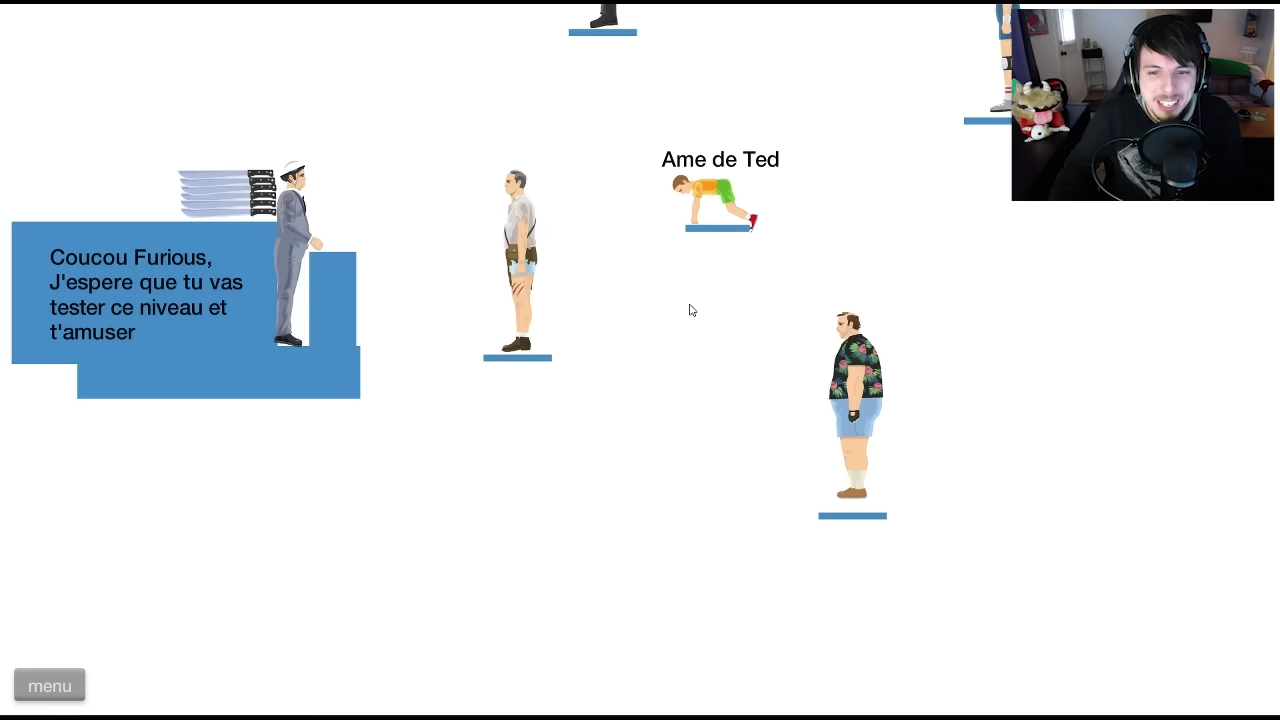 Ame de Ted
Coucou Furious,
J'espere que tu vas
tester ce niveau et
t'amuser
menu